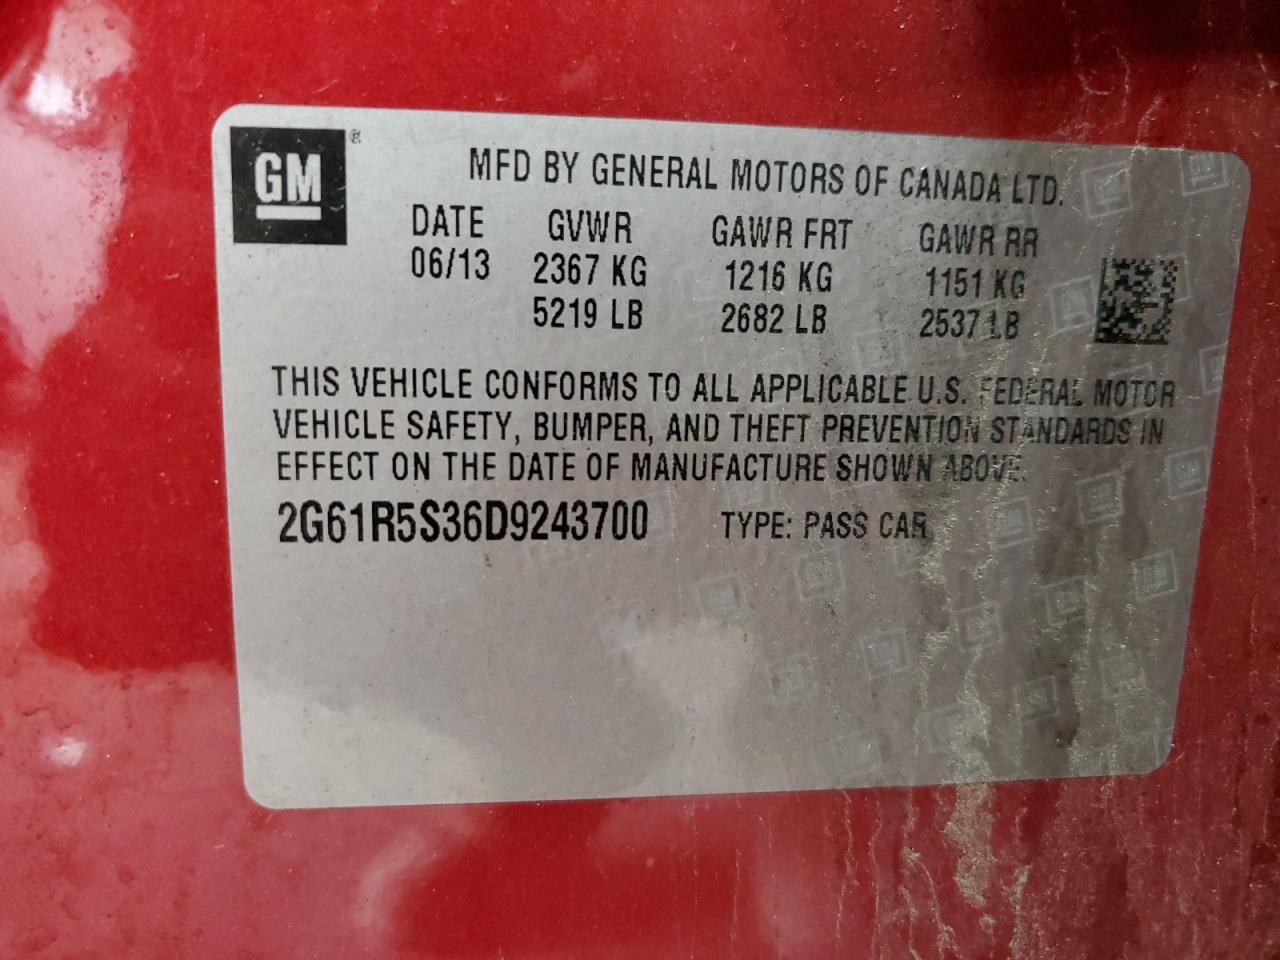 GM ®
MFD BY GENERAL MOTORS OF CANADA LTD.
DATE GVWR GAWR FRT GAWR RR
06/13 2367 KG 1216 KG 1151 KG
5219 LB 2682 LB 2537 LB
THIS VEHICLE CONFORMS TO ALL APPLICABLE U.S. FEDERAL MOTOR
VEHICLE SAFETY, BUMPER, AND THEFT PREVENTION STANDARDS IN
EFFECT ON THE DATE OF MANUFACTURE SHOWN ABOVE.
2G61R5S36D9243700 TYPE: PASS CAR